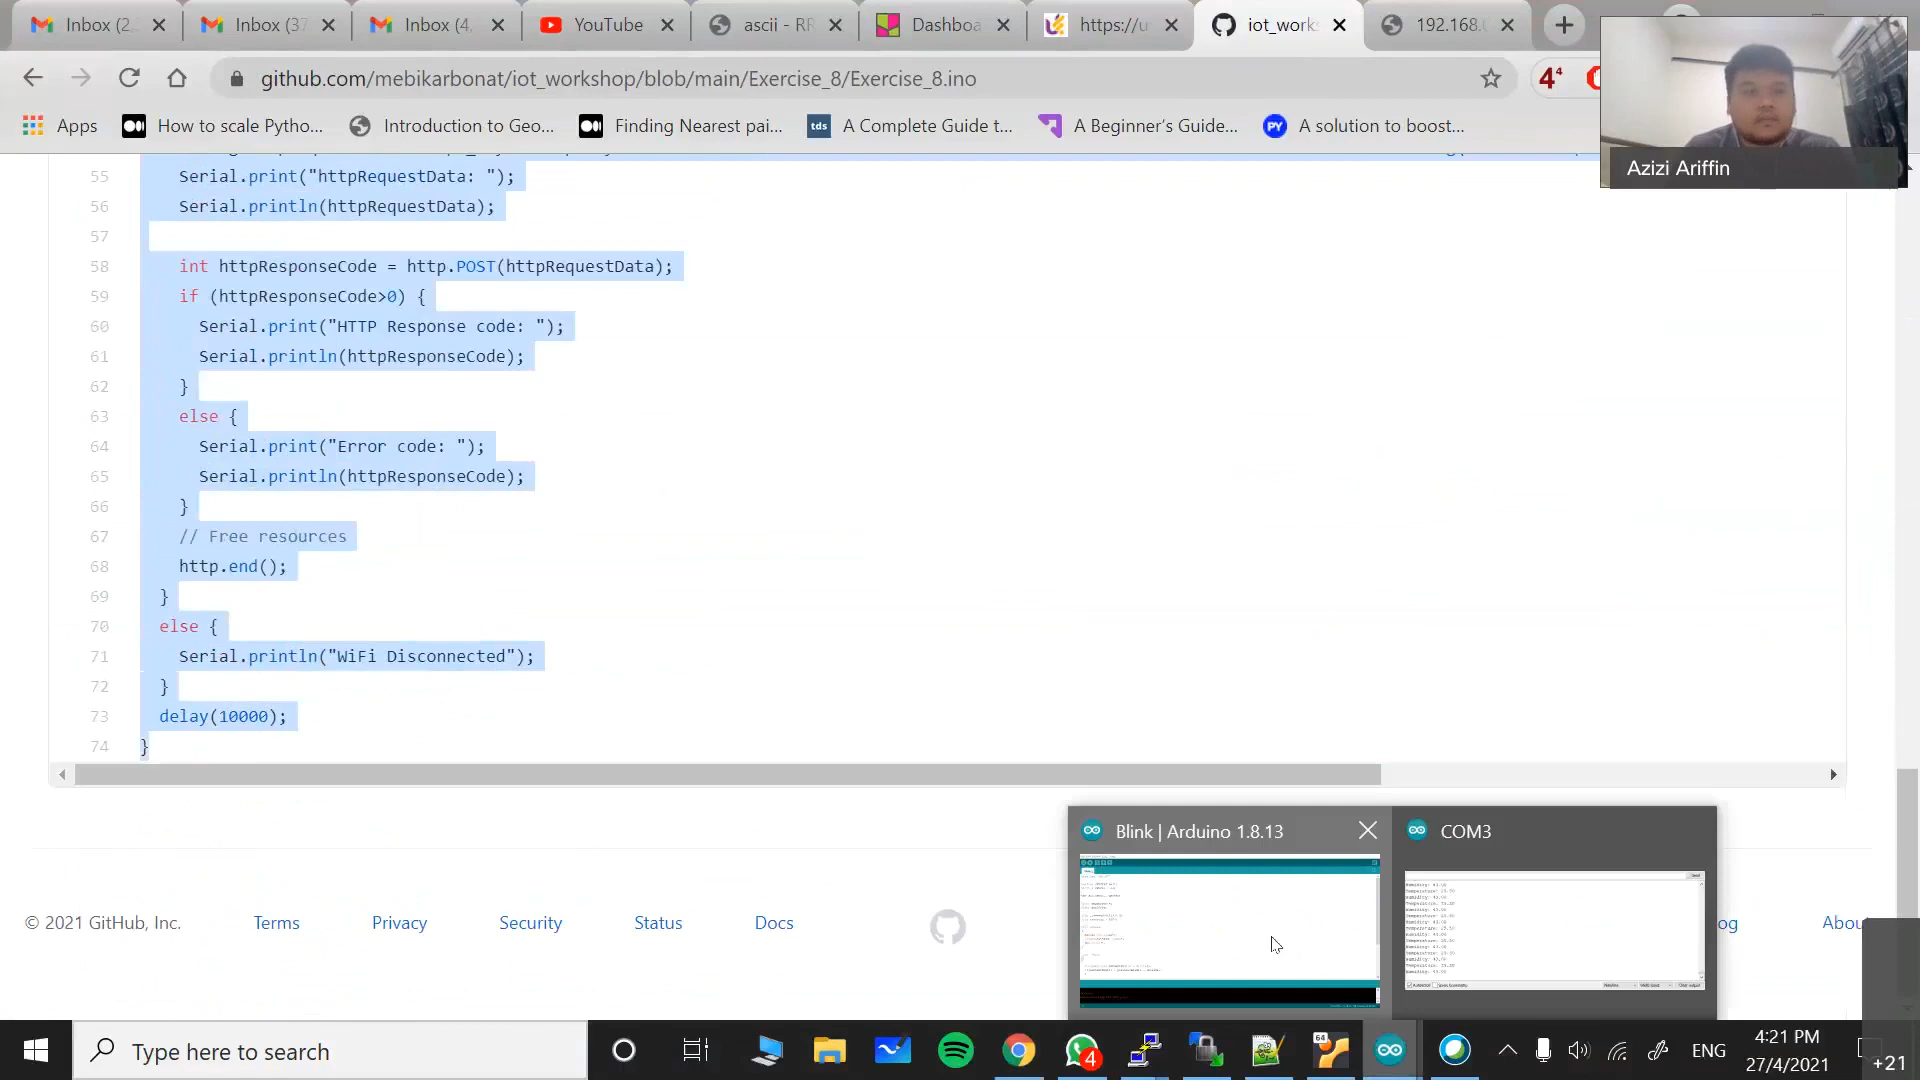 Inbox (2,
Inbox (37
Inbox (4,
YouTube
ascii - RR
Dashboa
https://u
iot_work
192.168.
github.com/mebikarbonat/iot_workshop/blob/main/Exercise_8/Exercise_8.ino
Apps
How to scale Pytho...
Introduction to Geo...
Finding Nearest pai...
tds
A Complete Guide t...
A Beginner's Guide...
PY
A solution to boost...
Azizi Ariffin
55 Serial.print("httpRequestData: ");
56 Serial.println(httpRequestData);
57
58 int httpResponseCode = http.POST(httpRequestData);
59 if (httpResponseCode>0) {
60 Serial.print("HTTP Response code: ");
61 Serial.println(httpResponseCode);
62 }
63 else {
64 Serial.print("Error code: ");
65 Serial.println(httpResponseCode);
66 }
67 // Free resources
68 http.end();
69 }
70 else {
71 Serial.println("WiFi Disconnected");
72 }
73 delay(10000);
74 }
Blink | Arduino 1.8.13
COM3
© 2021 GitHub, Inc.
Terms
Privacy
Security
Status
Docs
og
Abou
Type here to search
4
64
ENG
4:21 PM
27/4/2021
+21